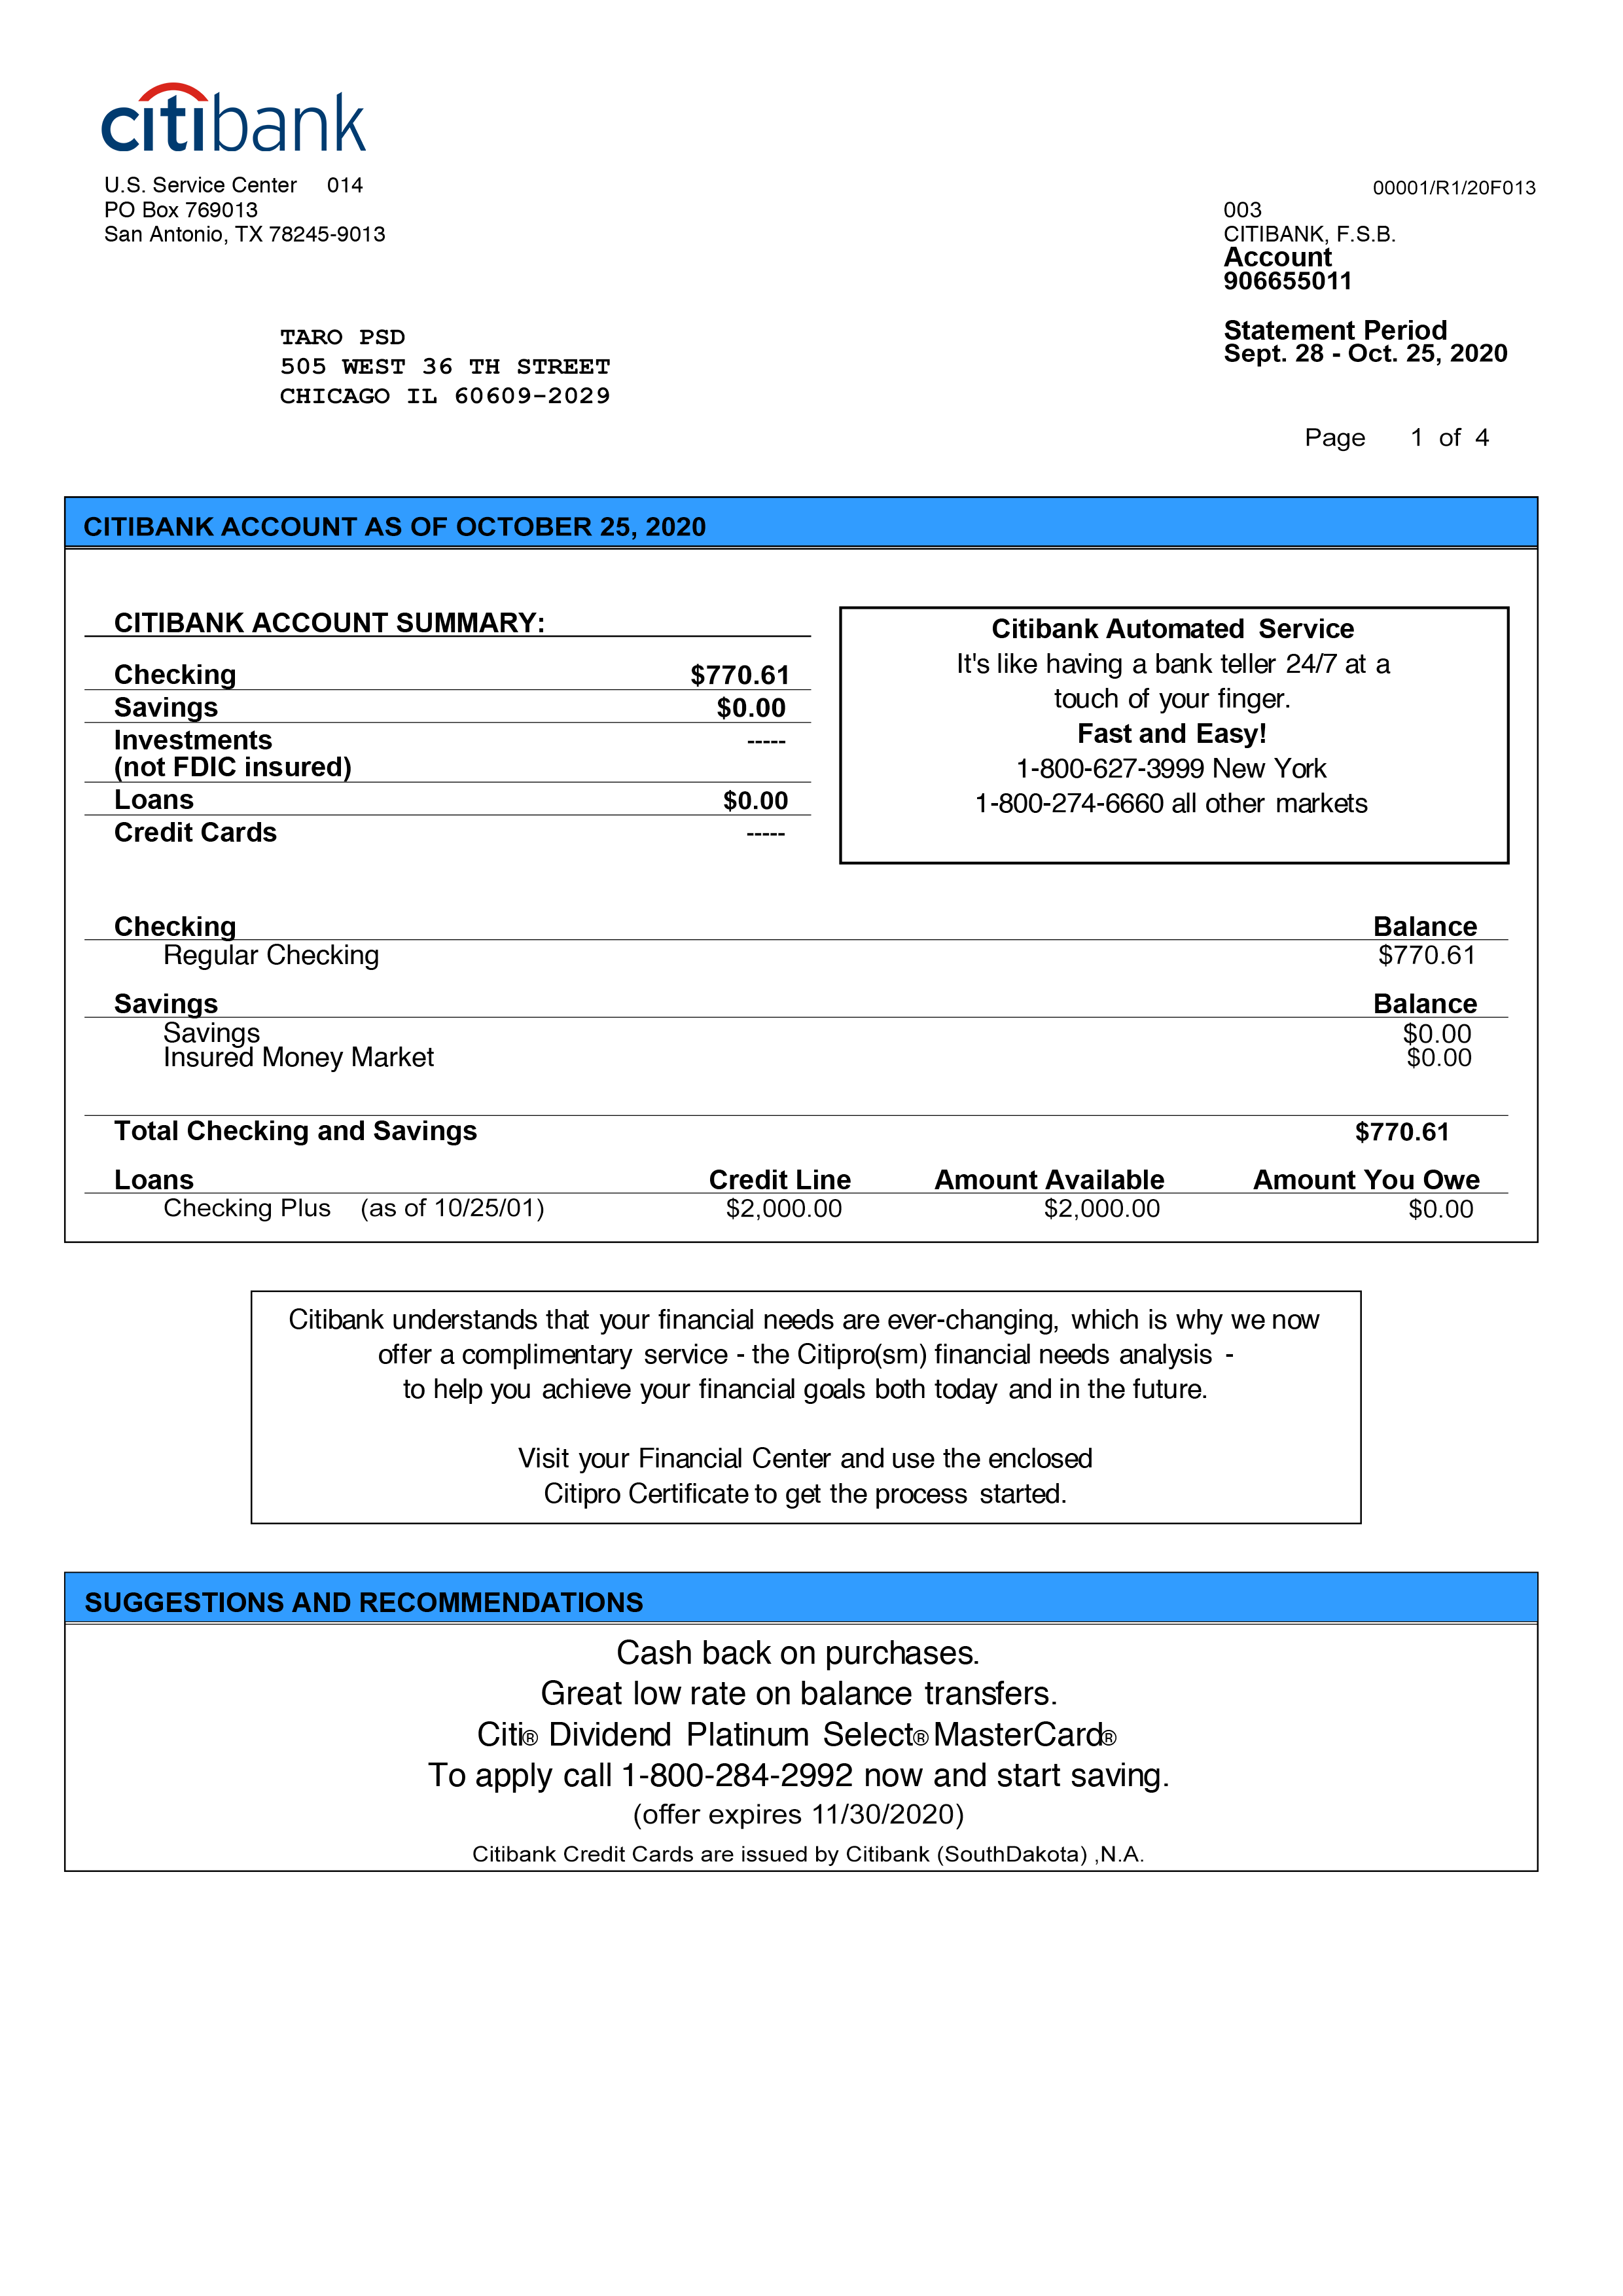 citibank
U.S. Service Center 014
PO Box 769013
San Antonio, TX 78245-9013
00001/R1/20F013
003
CITIBANK, F.S.B.
Account
906655011
Statement Period
Sept. 28 - Oct. 25, 2020
TARO PSD
505 WEST 36 TH STREET
CHICAGO IL 60609-2029
Page 1 of 4
CITIBANK ACCOUNT AS OF OCTOBER 25, 2020
CITIBANK ACCOUNT SUMMARY:
Checking $770.61
Savings $0.00
Investments -----
(not FDIC insured)
Loans $0.00
Credit Cards -----
Citibank Automated Service
It's like having a bank teller 24/7 at a
touch of your finger.
Fast and Easy!
1-800-627-3999 New York
1-800-274-6660 all other markets
Checking Balance
Regular Checking $770.61
Savings Balance
Savings $0.00
Insured Money Market $0.00
Total Checking and Savings $770.61
Loans Credit Line Amount Available Amount You Owe
Checking Plus (as of 10/25/01) $2,000.00 $2,000.00 $0.00
Citibank understands that your financial needs are ever-changing, which is why we now
offer a complimentary service - the Citipro(sm) financial needs analysis -
to help you achieve your financial goals both today and in the future.
Visit your Financial Center and use the enclosed
Citipro Certificate to get the process started.
SUGGESTIONS AND RECOMMENDATIONS
Cash back on purchases.
Great low rate on balance transfers.
Citi® Dividend Platinum Select® MasterCard®
To apply call 1-800-284-2992 now and start saving.
(offer expires 11/30/2020)
Citibank Credit Cards are issued by Citibank (SouthDakota) ,N.A.